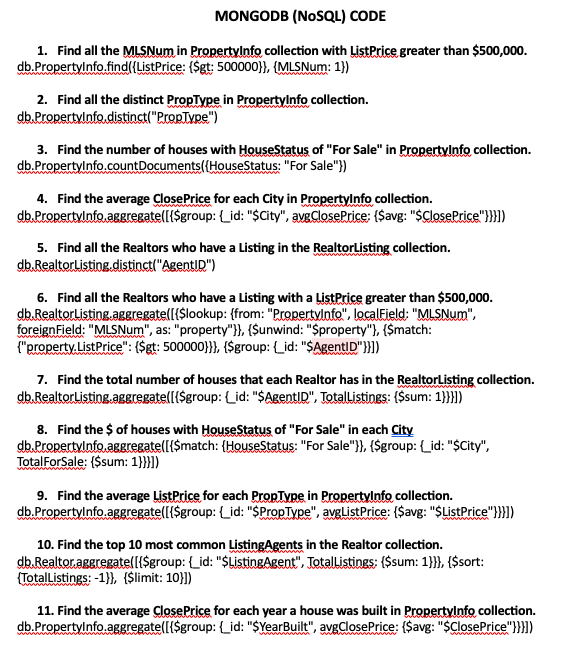 MONGODB (NoSQL) CODE
1. Find all the MLSNum in PropertyInfo collection with ListPrice greater than $500,000.
db.PropertyInfo.find({ListPrice: {$gt: 500000}}, {MLSNum: 1})
2. Find all the distinct PropType in PropertyInfo collection.
db.PropertyInfo.distinct("PropType")
3. Find the number of houses with HouseStatus of "For Sale" in PropertyInfo collection.
db.PropertyInfo.countDocuments({HouseStatus: "For Sale"})
4. Find the average ClosePrice for each City in PropertyInfo collection.
db.PropertyInfo.aggregate([{$group: {_id: "$City", avgClosePrice: {$avg: "$ClosePrice"}}}])
5. Find all the Realtors who have a Listing in the RealtorListing collection.
db.RealtorListing.distinct("AgentID")
6. Find all the Realtors who have a Listing with a ListPrice greater than $500,000.
db.RealtorListing.aggregate([{$lookup: {from: "PropertyInfo", localField: "MLSNum",
foreignField: "MLSNum", as: "property"}}, {$unwind: "$property"}, {$match:
{"property.ListPrice": {$gt: 500000}}}, {$group: {_id: "$AgentID"}}])
7. Find the total number of houses that each Realtor has in the RealtorListing collection.
db.RealtorListing.aggregate([{$group: {_id: "$AgentID", TotalListings: {$sum: 1}}}])
8. Find the $ of houses with HouseStatus of "For Sale" in each City
db.PropertyInfo.aggregate([{$match: {HouseStatus: "For Sale"}}, {$group: {_id: "$City",
TotalForSale: {$sum: 1}}}])
9. Find the average ListPrice for each PropType in PropertyInfo collection.
db.PropertyInfo.aggregate([{$group: {_id: "$PropType", avgListPrice: {$avg: "$ListPrice"}}}])
10. Find the top 10 most common ListingAgents in the Realtor collection.
db.Realtor.aggregate([{$group: {_id: "$ListingAgent", TotalListings: {$sum: 1}}}, {$sort:
{TotalListings: -1}}, {$limit: 10}])
11. Find the average ClosePrice for each year a house was built in PropertyInfo collection.
db.PropertyInfo.aggregate([{$group: {_id: "$YearBuilt", avgClosePrice: {$avg: "$ClosePrice"}}}])